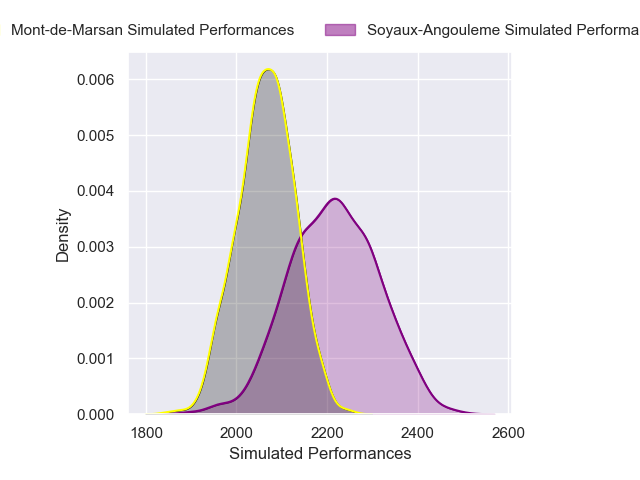 Mont-de-Marsan Simulated Performances
Soyaux-Angouleme Simulated Performa
0.006
0.005
0.004
0.003
0.002
0.001
0.000
Density
1800 2000 2200 2400 2600
Simulated Performances